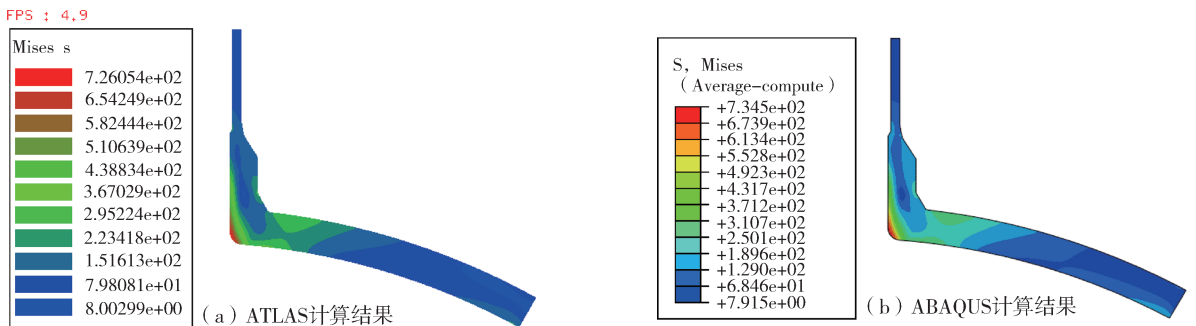 FPS : 4.9
Mises s
7.26054e+02
6.54249e+02
5.82444e+02
5.10639e+02
4.38834e+02
3.67029e+02
2.95224e+02
2.23418e+02
1.51613e+02
7.98081e+01
8.00299e+00
（a）ATLAS计算结果
S, Mises
（Average-compute）
+7.345e+02
+6.739e+02
+6.134e+02
+5.528e+02
+4.923e+02
+4.317e+02
+3.712e+02
+3.107e+02
+2.501e+02
+1.896e+02
+1.290e+02
+6.846e+01
+7.915e+00
（b）ABAQUS计算结果